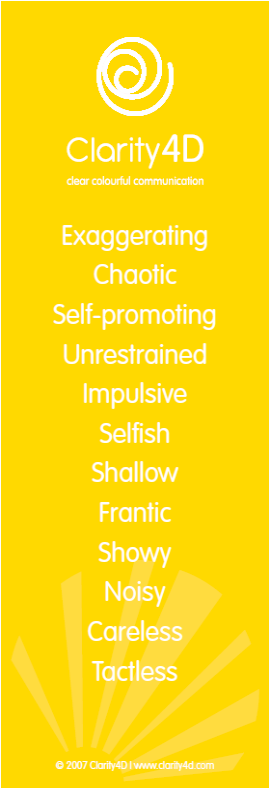 Clarity4D
clear colourful communication
Exaggerating
Chaotic
Self-promoting
Unrestrained
Impulsive
Selfish
Shallow
Frantic
Showy
Noisy
Careless
Tactless
© 2007 Clarity4D I www.clarity4d.com